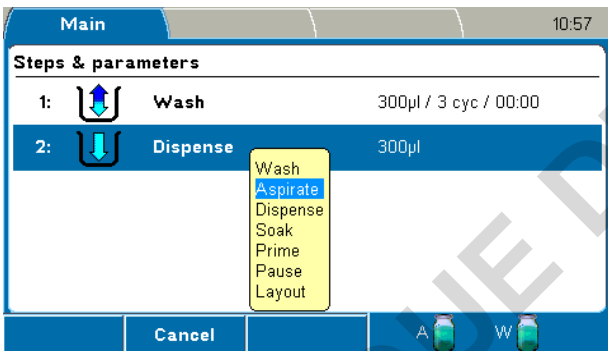 Main 10:57
Steps & parameters
1: Wash 300µl / 3 cyc / 00:00
2: Dispense 300µl
Wash
Aspirate
Dispense
Soak
Prime
Pause
Layout
Cancel A W